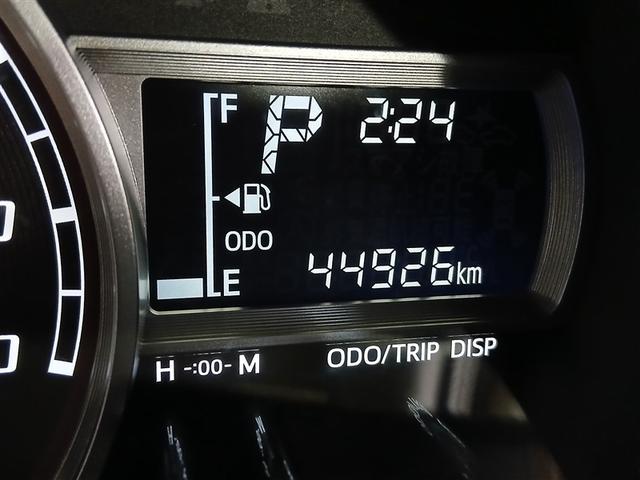 F P 2:24
ODO
E 44926km
H -:00- M ODO/TRIP DISP